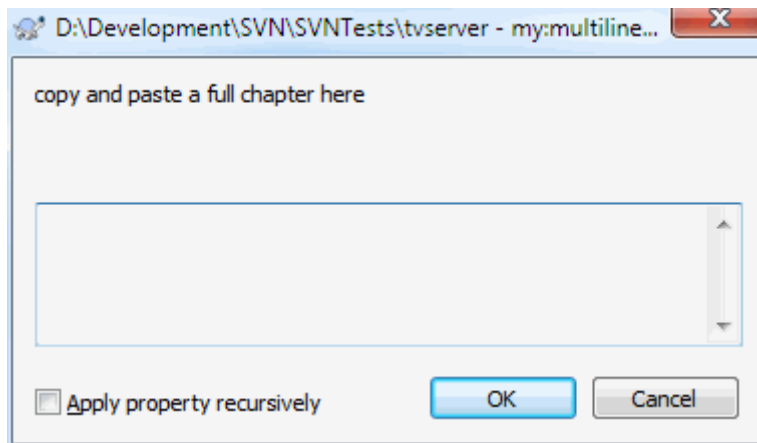 D:\Development\SVN\SVNTests\tvserver - my:multiline...
copy and paste a full chapter here
Apply property recursively
OK
Cancel